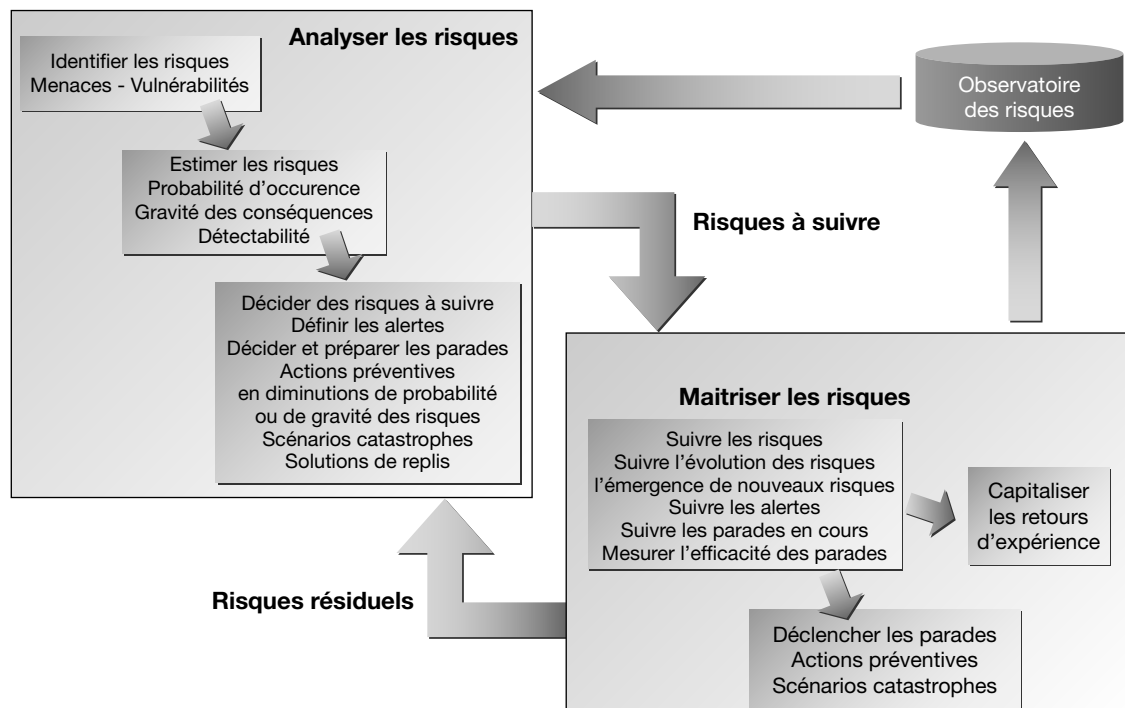 Analyser les risques
Identifier les risques
Menaces - Vulnérabilités
Estimer les risques
Probabilité d'occurence
Gravité des conséquences
Détectabilité
Décider des risques à suivre
Définir les alertes
Décider et préparer les parades
Actions préventives
en diminutions de probabilité
ou de gravité des risques
Scénarios catastrophes
Solutions de replis
Observatoire
des risques
Risques à suivre
Maitriser les risques
Suivre les risques
Suivre l'évolution des risques
l'émergence de nouveaux risques
Suivre les alertes
Suivre les parades en cours
Mesurer l'efficacité des parades
Capitaliser
les retours
d'expérience
Déclencher les parades
Actions préventives
Scénarios catastrophes
Risques résiduels